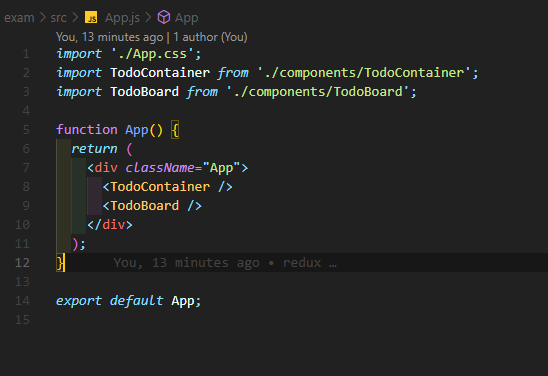 exam > src > JS App.js > App
You, 13 minutes ago | 1 author (You)
1 import './App.css';
2 import TodoContainer from './components/TodoContainer';
3 import TodoBoard from './components/TodoBoard';
4
5 function App() {
6   return (
7     <div className="App">
8       <TodoContainer />
9       <TodoBoard />
10     </div>
11   );
12 } You, 13 minutes ago • redux …
13
14 export default App;
15